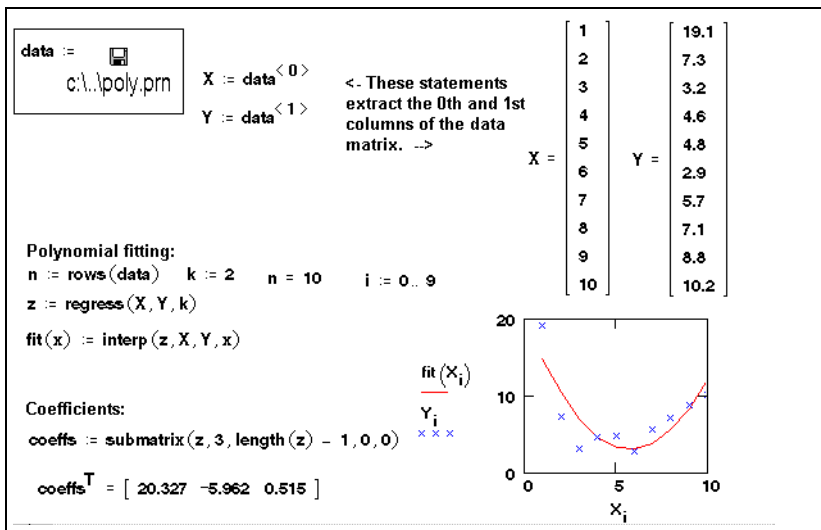 data :=
c:\..\poly.prn
X := data<0>
Y := data<1>
<- These statements
extract the 0th and 1st
columns of the data
matrix. -->
X =
1
2
3
4
5
6
7
8
9
10
Y =
19.1
7.3
3.2
4.6
4.8
2.9
5.7
7.1
8.8
10.2
Polynomial fitting:
n := rows(data) k := 2 n = 10 i := 0.. 9
z := regress(X,Y,k)
fit(x) := interp(z,X,Y,x)
Coefficients:
coeffs := submatrix(z,3,length(z) - 1,0,0)
coeffsT = [ 20.327 -5.962 0.515 ]
fit(Xi)
Yi
20
10
0
0 5 10
Xi